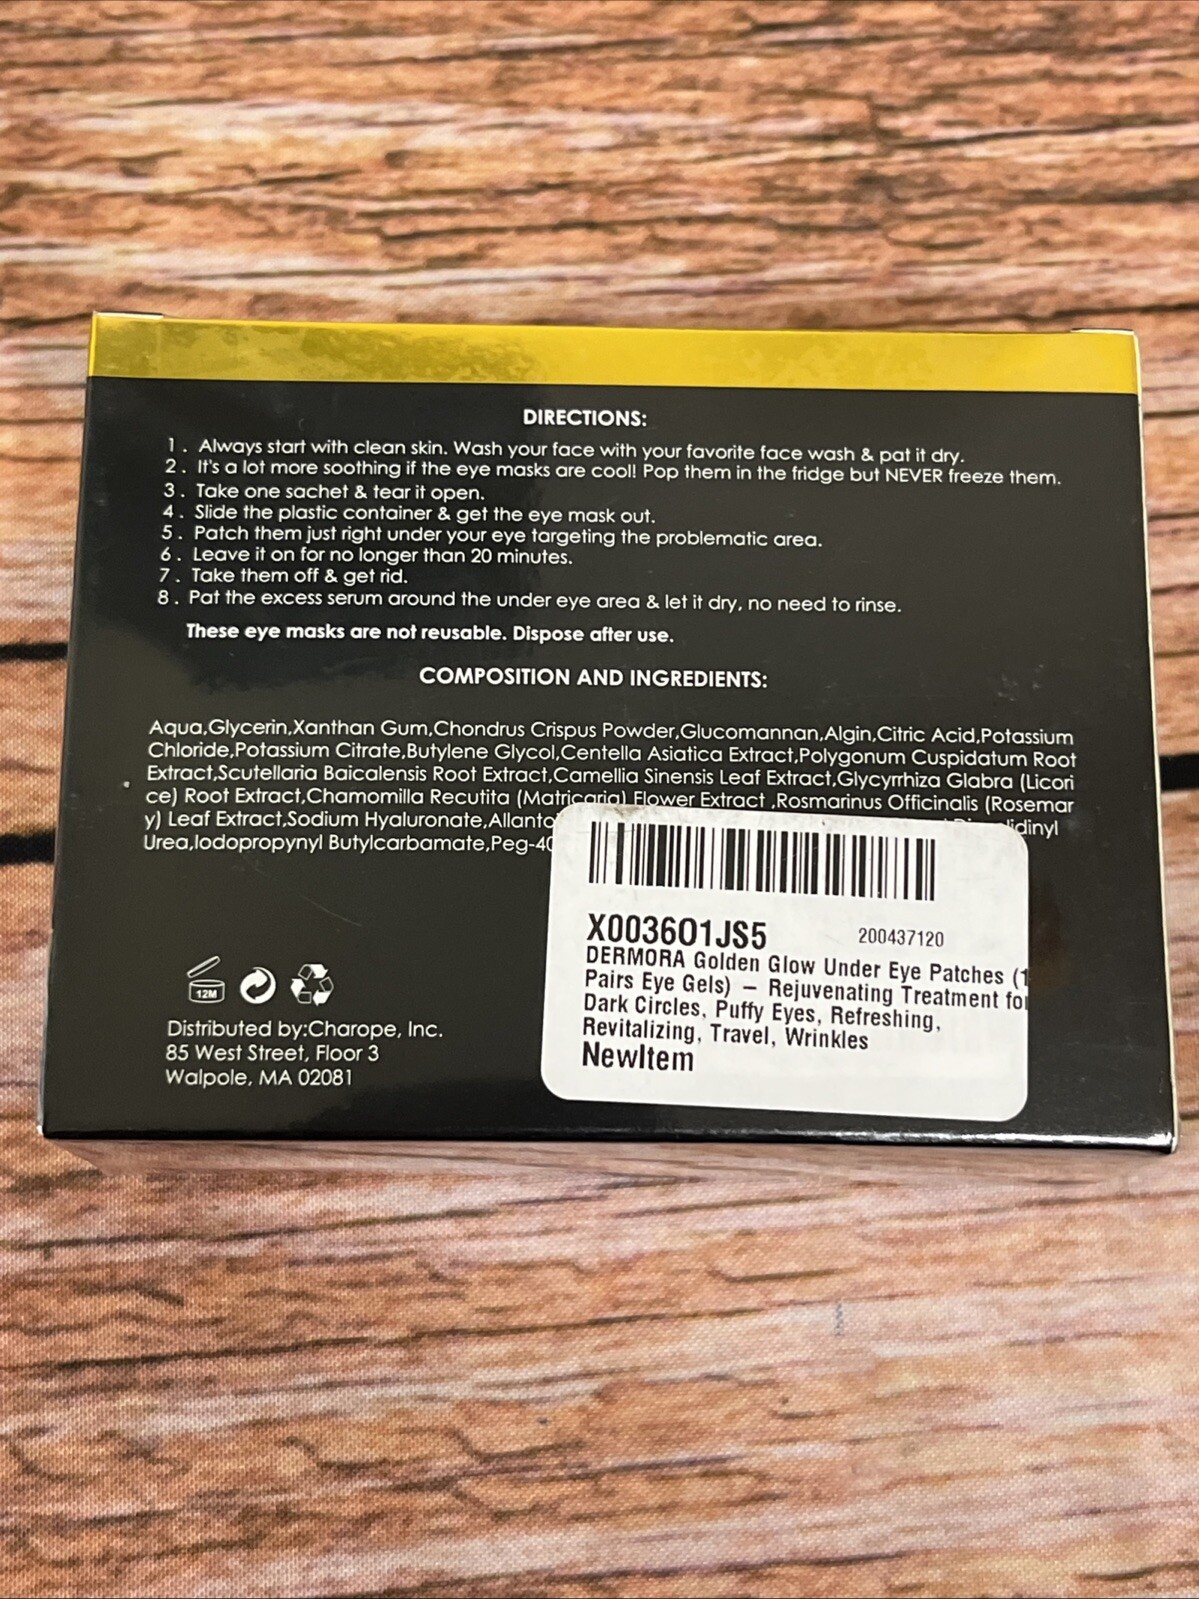 DIRECTIONS:
1. Always start with clean skin. Wash your face with your favorite face wash & pat it dry.
2. It's a lot more soothing if the eye masks are cool! Pop them in the fridge but NEVER freeze them.
3. Take one sachet & tear it open.
4. Slide the plastic container & get the eye mask out.
5. Patch them just right under your eye targeting the problematic area.
6. Leave it on for no longer than 20 minutes.
7. Take them off & get rid.
8. Pat the excess serum around the under eye area & let it dry, no need to rinse.
These eye masks are not reusable. Dispose after use.
COMPOSITION AND INGREDIENTS:
Aqua,Glycerin,Xanthan Gum,Chondrus Crispus Powder,Glucomannan,Algin,Citric Acid,Potassium
Chloride,Potassium Citrate,Butylene Glycol,Centella Asiatica Extract,Polygonum Cuspidatum Root
Extract,Scutellaria Baicalensis Root Extract,Camellia Sinensis Leaf Extract,Glycyrrhiza Glabra (Licori
ce) Root Extract,Chamomilla Recutita (Matricaria) Flower Extract ,Rosmarinus Officinalis (Rosemar
y) Leaf Extract,Sodium Hyaluronate,Allanto
Urea,Iodopropynyl Butylcarbamate,Peg-40
X003601JS5 200437120
DERMORA Golden Glow Under Eye Patches (1
Pairs Eye Gels) – Rejuvenating Treatment for
Dark Circles, Puffy Eyes, Refreshing,
Revitalizing, Travel, Wrinkles
NewItem
12M
Distributed by:Charope, Inc.
85 West Street, Floor 3
Walpole, MA 02081